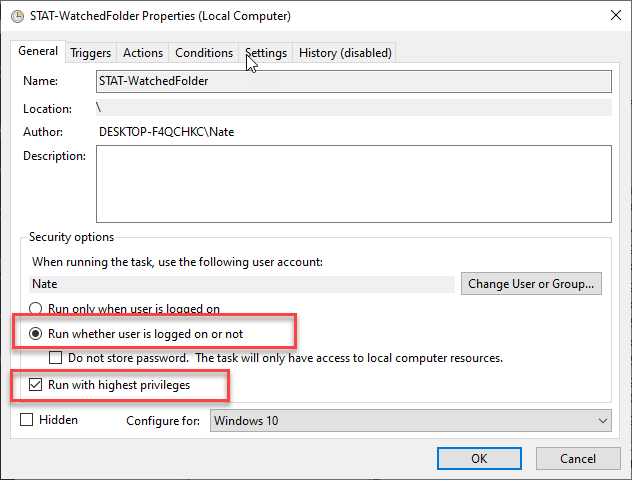 STAT-WatchedFolder Properties (Local Computer)
General Triggers Actions Conditions Settings History (disabled)
Name: STAT-WatchedFolder
Location: \
Author: DESKTOP-F4QCHKC\Nate
Description:
Security options
When running the task, use the following user account:
Nate Change User or Group...
Run only when user is logged on
Run whether user is logged on or not
Do not store password. The task will only have access to local computer resources.
Run with highest privileges
Hidden Configure for: Windows 10
OK Cancel